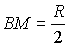 BM = R/2